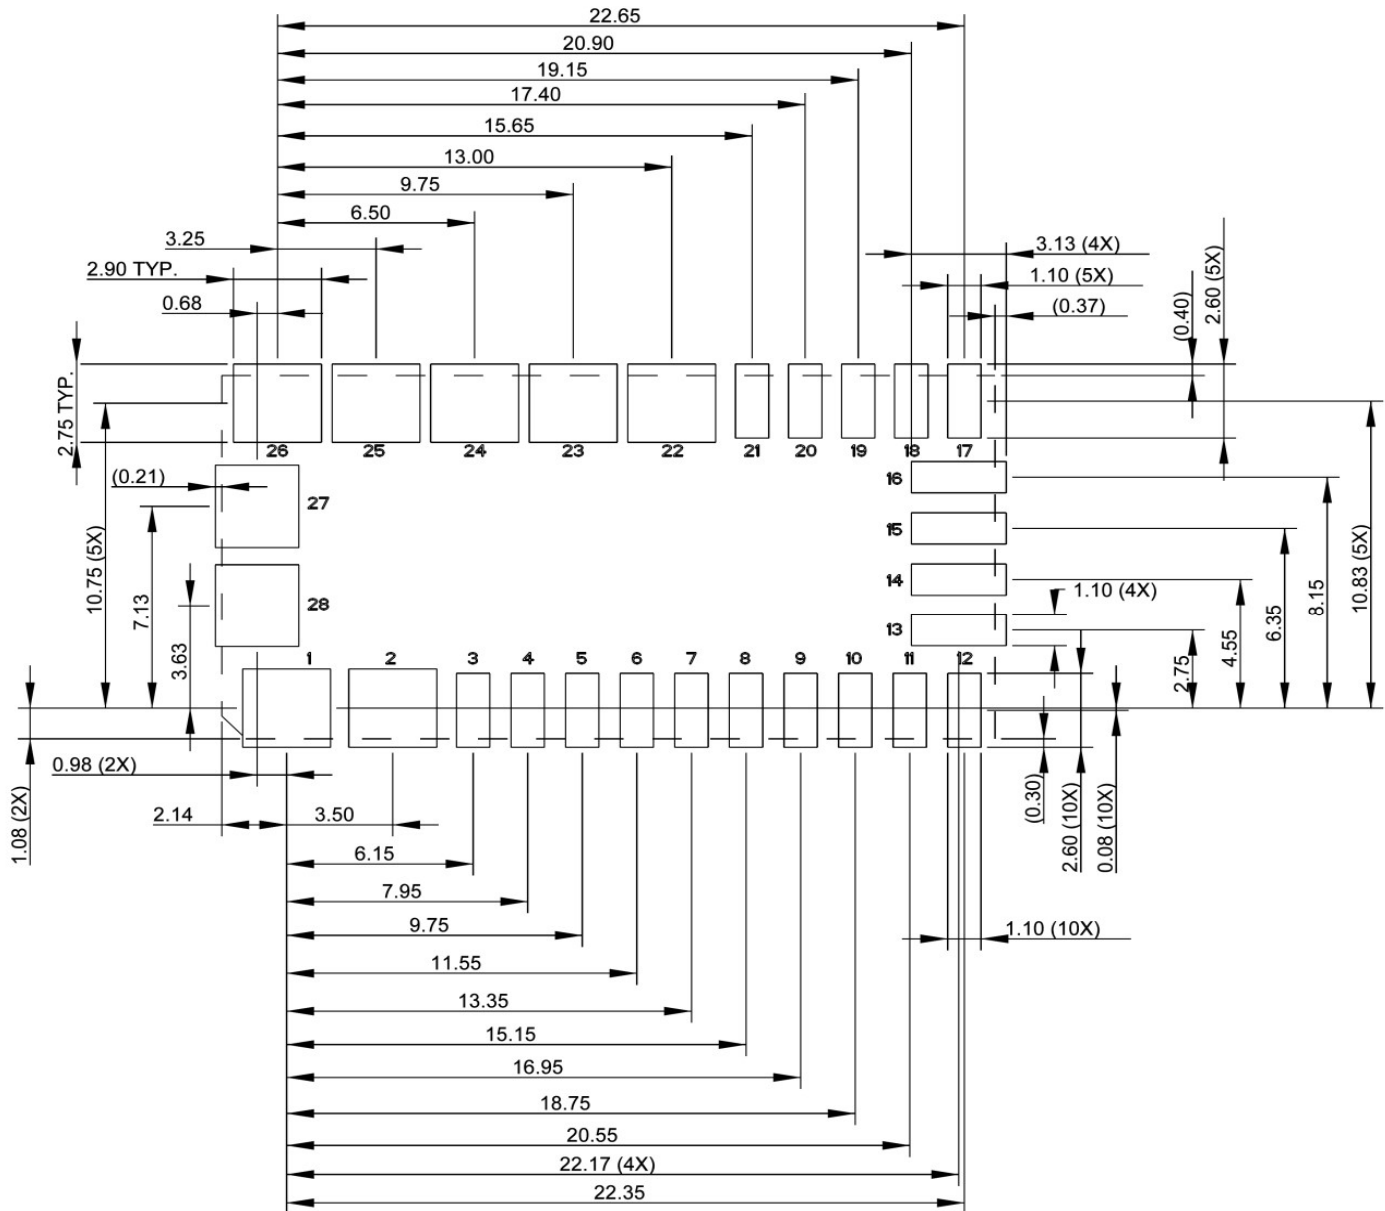 22.65
20.90
19.15
17.40
15.65
13.00
9.75
6.50
3.25
3.13 (4X)
2.90 TYP.
1.10 (5X)
0.68
(0.37)
(0.40)
2.60 (5X)
2.75 TYP.
26 25 24 23 22 21 20 19 18 17
(0.21)
27
16
15
10.75 (5X)
7.13
3.63
28
14
1.10 (4X)
13
2.75
4.55
6.35
8.15
10.83 (5X)
1 2 3 4 5 6 7 8 9 10 11 12
0.98 (2X)
1.08 (2X)
2.14
3.50
(0.30)
2.60 (10X)
0.08 (10X)
6.15
7.95
9.75
1.10 (10X)
11.55
13.35
15.15
16.95
18.75
20.55
22.17 (4X)
22.35